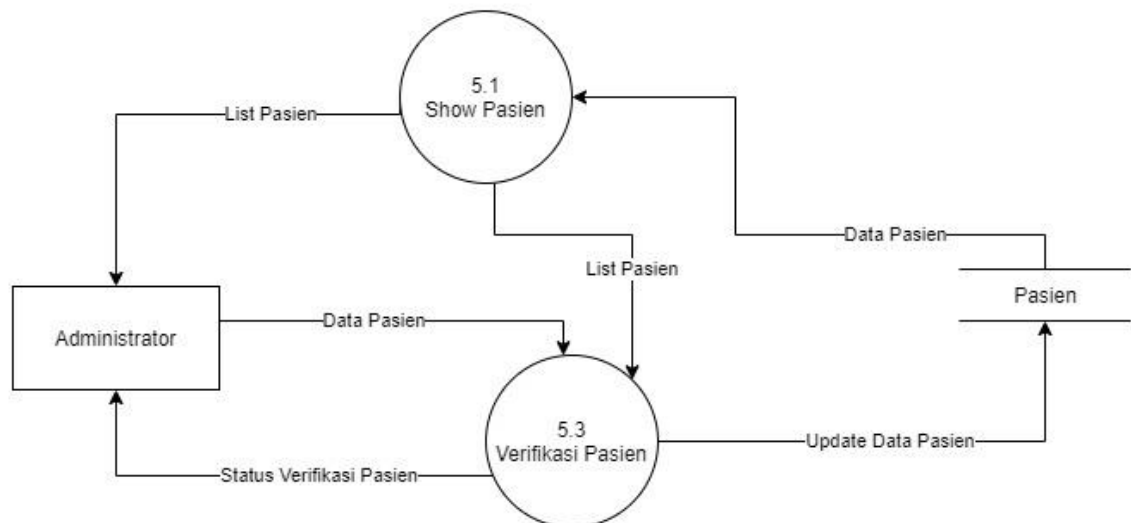 5.1
Show Pasien
List Pasien
Data Pasien
List Pasien
Pasien
Data Pasien
Administrator
5.3
Verifikasi Pasien
Update Data Pasien
Status Verifikasi Pasien